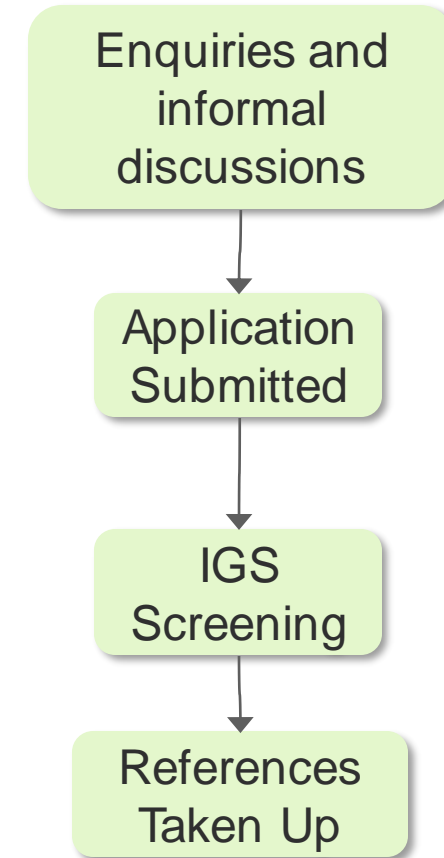 Enquiries and
informal
discussions
Application
Submitted
IGS
Screening
References
Taken Up